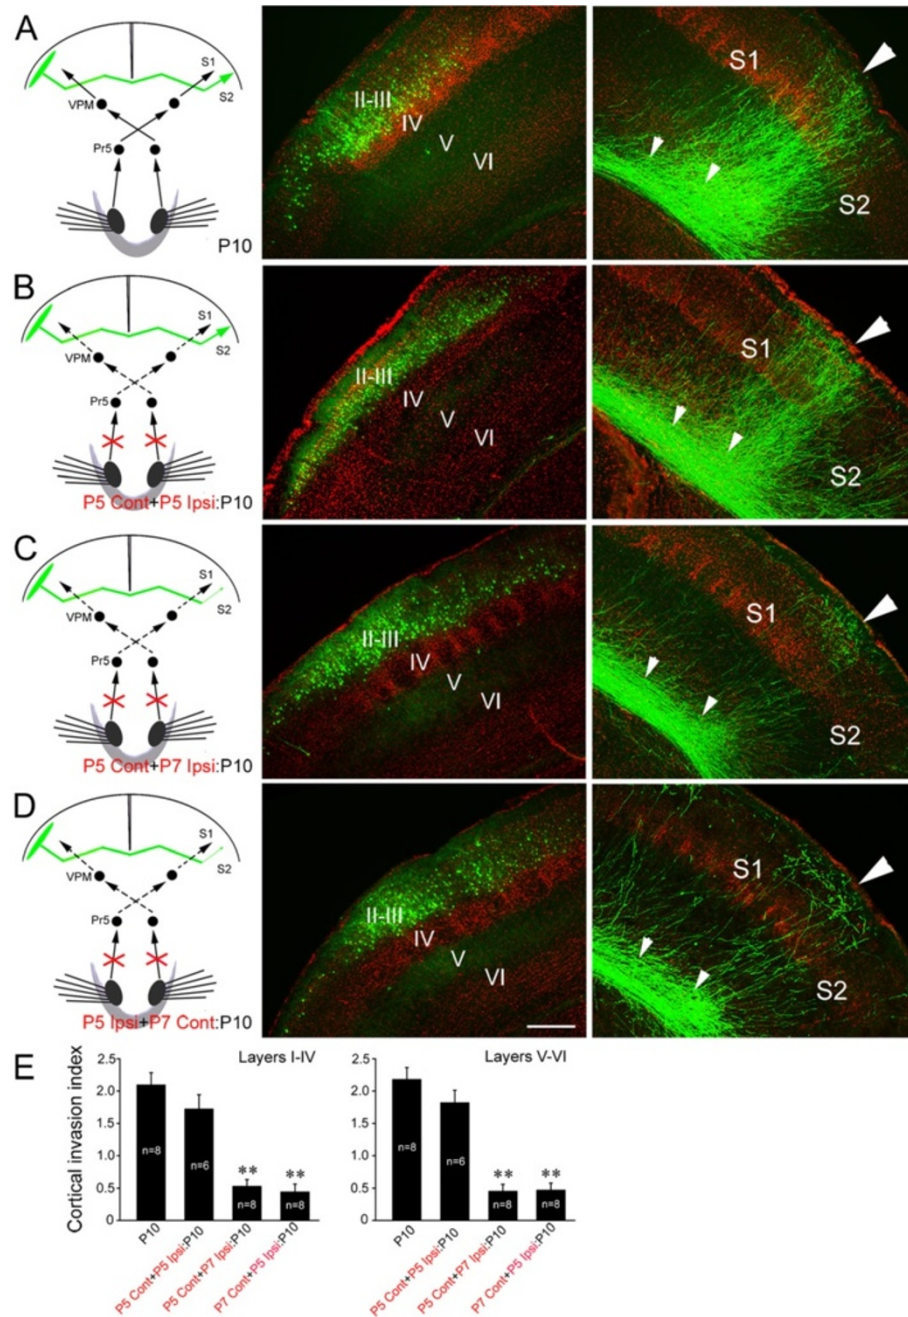 A
S1
S2
VPM
Pr5
P10
II-III
IV
V
VI
S1
S2
B
S1
S2
VPM
Pr5
P5 Cont+P5 Ipsi:P10
II-III
IV
V
VI
S1
S2
C
S1
S2
VPM
Pr5
P5 Cont+P7 Ipsi:P10
II-III
IV
V
VI
S1
S2
D
S1
S2
VPM
Pr5
P5 Ipsi+P7 Cont:P10
II-III
IV
V
VI
S1
S2
E
Layers I-IV
Cortical invasion index
2.5
2.0
1.5
1.0
0.5
0
n=8
n=6
**
n=8
**
n=8
P10
P5 Cont+P5 Ipsi:P10
P5 Cont+P7 Ipsi:P10
P7 Cont+P5 Ipsi:P10
Layers V-VI
2.5
2.0
1.5
1.0
0.5
0
n=8
n=6
**
n=8
**
n=8
P10
P5 Cont+P5 Ipsi:P10
P5 Cont+P7 Ipsi:P10
P7 Cont+P5 Ipsi:P10